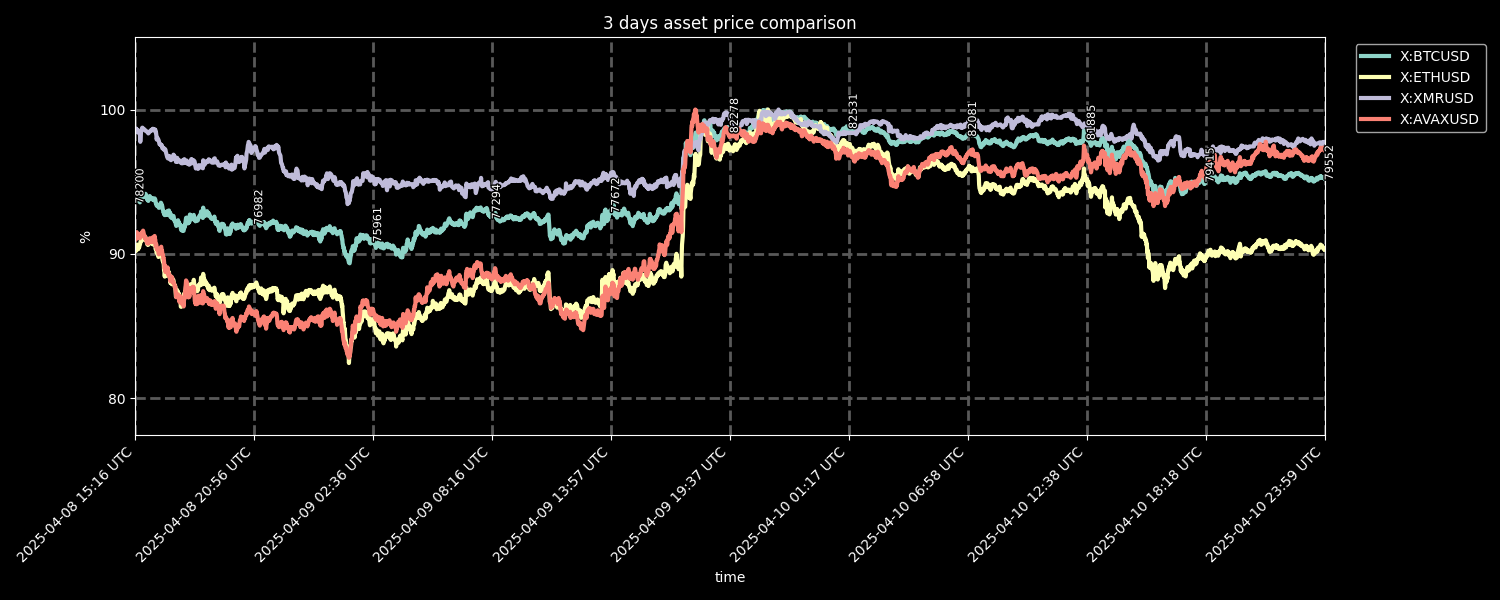 3 days asset price comparison
X:BTCUSD
X:ETHUSD
X:XMRUSD
X:AVAXUSD
100
90
80
%
78200
76982
75961
77294
77672
82278
82531
82081
81885
79415
79552
2025-04-08 15:16 UTC
2025-04-08 20:56 UTC
2025-04-09 02:36 UTC
2025-04-09 08:16 UTC
2025-04-09 13:57 UTC
2025-04-09 19:37 UTC
2025-04-10 01:17 UTC
2025-04-10 06:58 UTC
2025-04-10 12:38 UTC
2025-04-10 18:18 UTC
2025-04-10 23:59 UTC
time